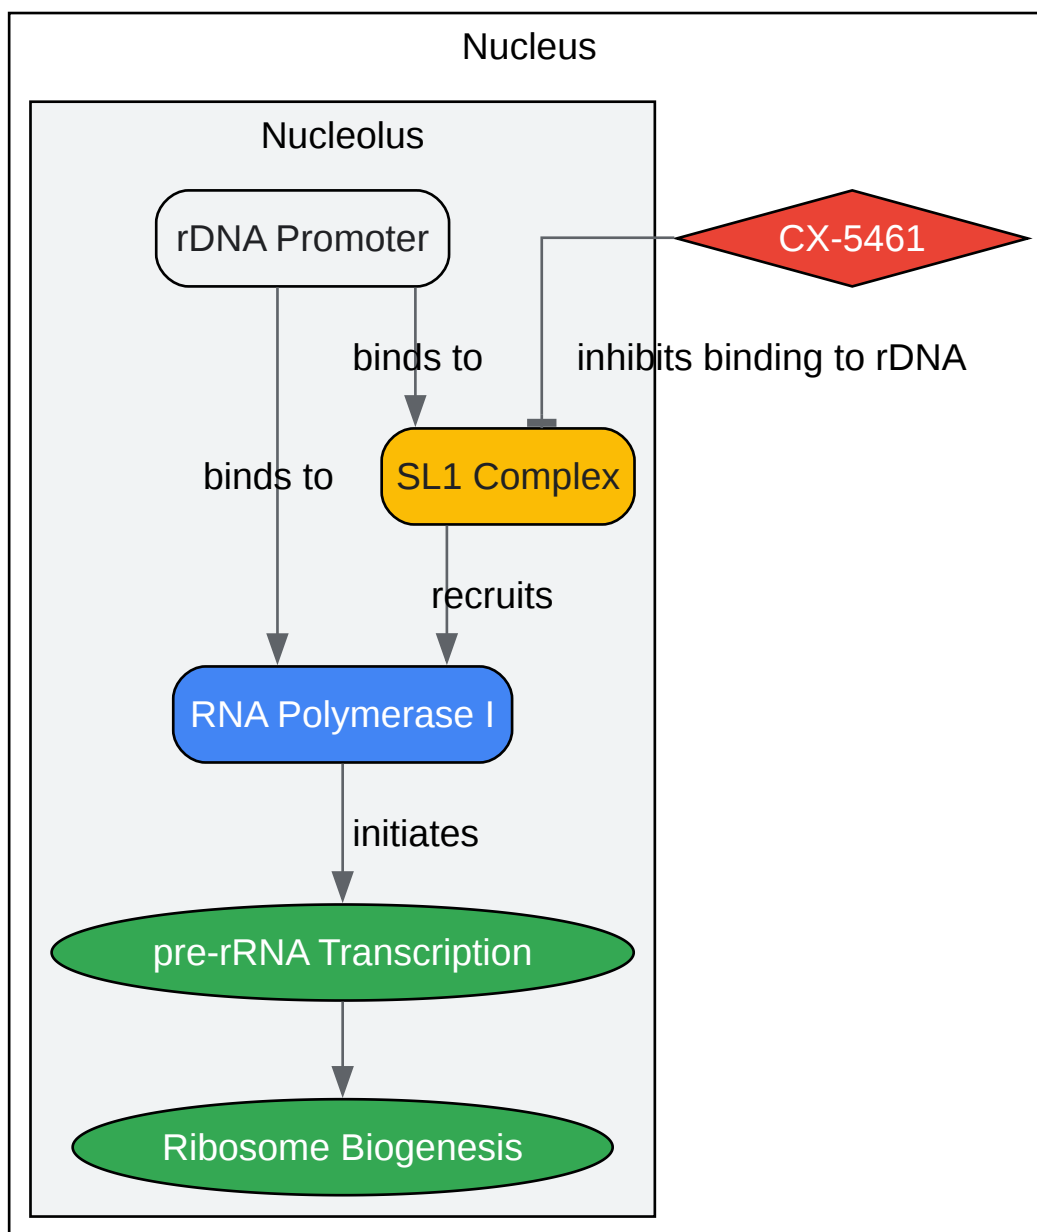 Nucleus
Nucleolus
rDNA Promoter
CX-5461
binds to
inhibits binding to rDNA
binds to
SL1 Complex
recruits
RNA Polymerase I
initiates
pre-rRNA Transcription
Ribosome Biogenesis